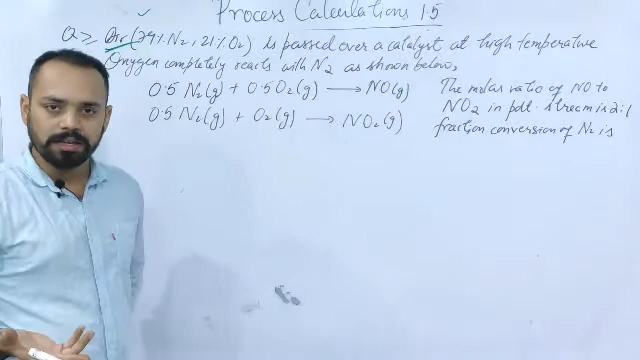 Process Calculations 1.5
Q ≥ Air (79% N₂, 21% O₂) is passed over a catalyst at high temperature
Oxygen completely reacts with N₂ as shown below,
0.5 N₂(g) + 0.5 O₂(g) → NO(g) The molar ratio of NO to
0.5 N₂(g) + O₂(g) → NO₂(g) NO₂ in pdt. stream is 2:1
fraction conversion of N₂ is